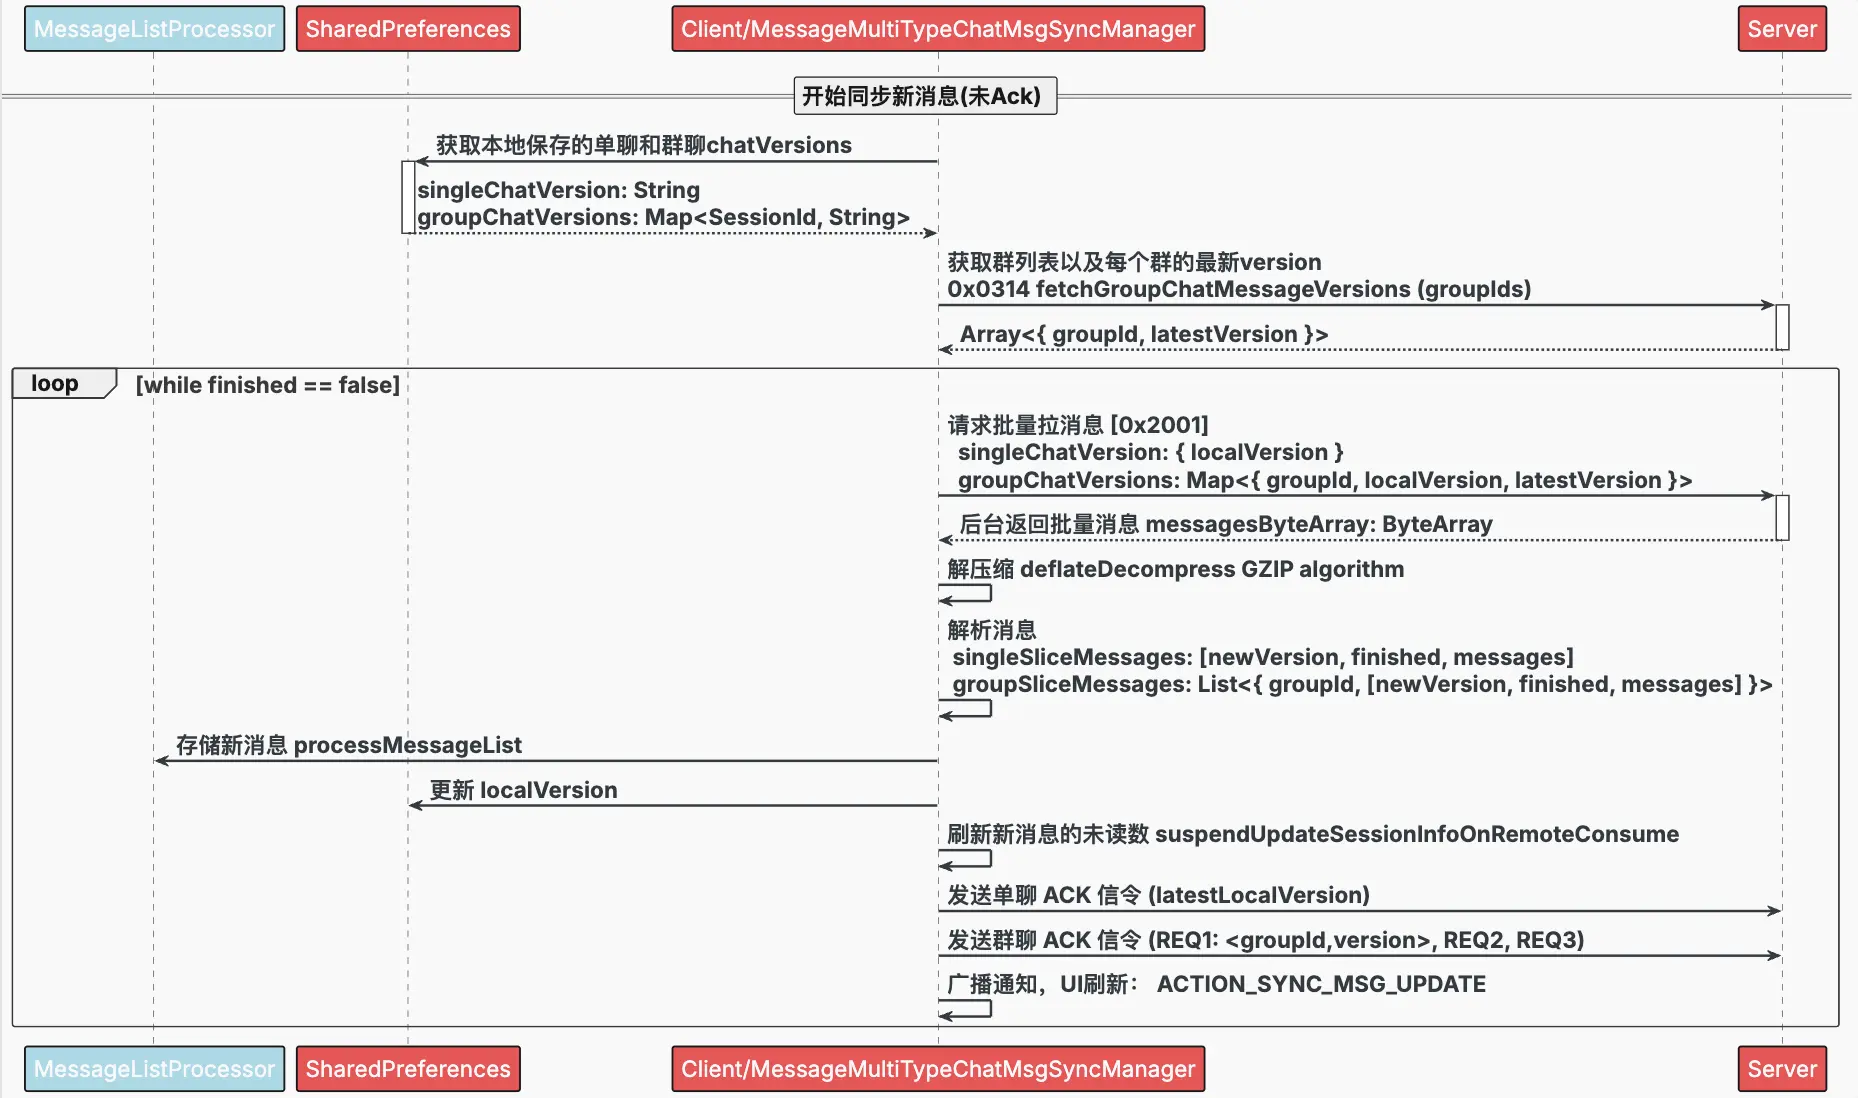 MessageListProcessor
SharedPreferences
Client/MessageMultiTypeChatMsgSyncManager
Server
开始同步新消息(未Ack)
获取本地保存的单聊和群聊chatVersions
singleChatVersion: String
groupChatVersions: Map<SessionId, String>
获取群列表以及每个群的最新version
0x0314 fetchGroupChatMessageVersions (groupIds)
Array<{ groupId, latestVersion }>
loop
[while finished == false]
请求批量拉消息 [0x2001]
singleChatVersion: { localVersion }
groupChatVersions: Map<{ groupId, localVersion, latestVersion }>
后台返回批量消息 messagesByteArray: ByteArray
解压缩 deflateDecompress GZIP algorithm
解析消息
singleSliceMessages: [newVersion, finished, messages]
groupSliceMessages: List<{ groupId, [newVersion, finished, messages] }>
存储新消息 processMessageList
更新 localVersion
刷新新消息的未读数 suspendUpdateSessionInfoOnRemoteConsume
发送单聊 ACK 信令 (latestLocalVersion)
发送群聊 ACK 信令 (REQ1: <groupId,version>, REQ2, REQ3)
广播通知，UI刷新： ACTION_SYNC_MSG_UPDATE
MessageListProcessor
SharedPreferences
Client/MessageMultiTypeChatMsgSyncManager
Server